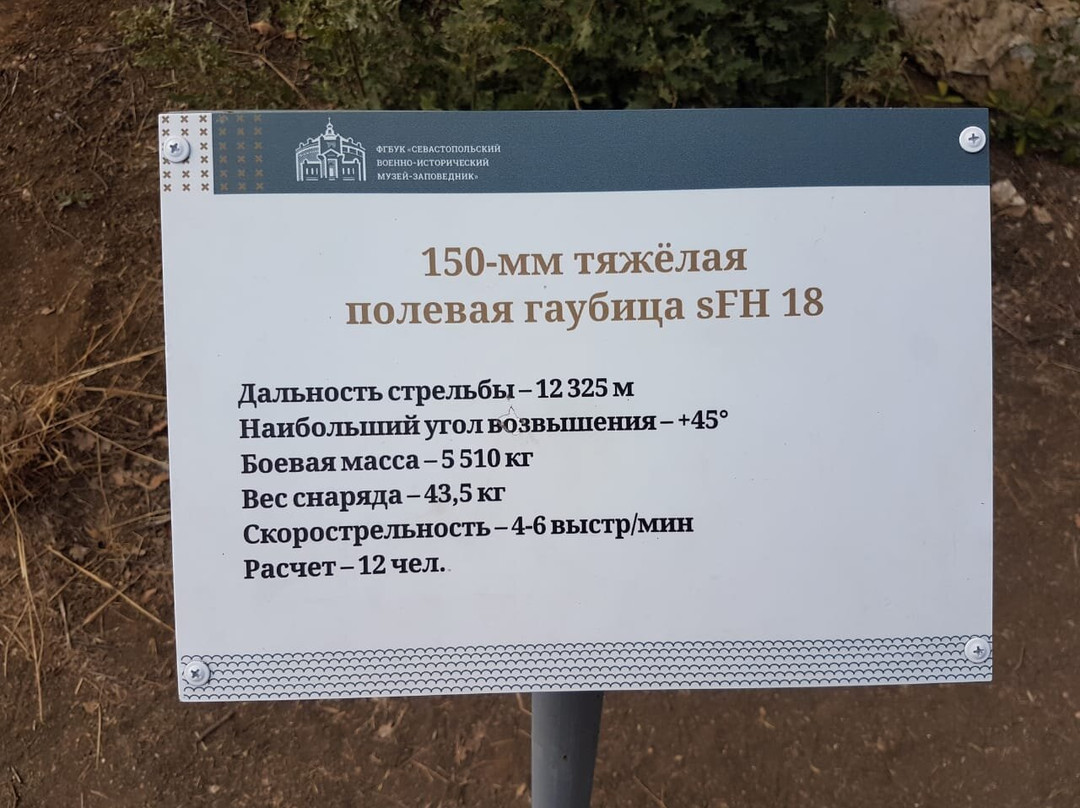 ФГБУК «СЕВАСТОПОЛЬСКИЙ
ВОЕННО-ИСТОРИЧЕСКИЙ
МУЗЕЙ-ЗАПОВЕДНИК»
150-мм тяжёлая
полевая гаубица sFH 18
Дальность стрельбы – 12 325 м
Наибольший угол возвышения – +45°
Боевая масса – 5 510 кг
Вес снаряда – 43,5 кг
Скорострельность – 4-6 выстр/мин
Расчет – 12 чел.